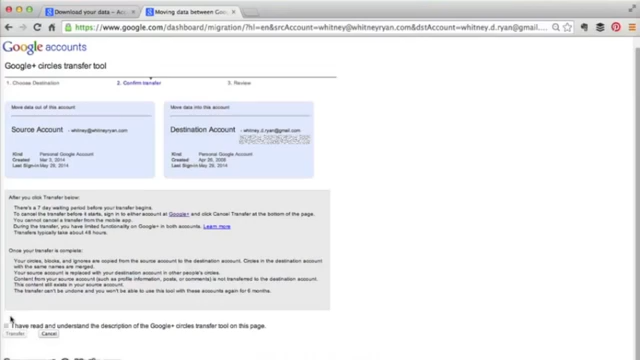 Download your data – Acc
Moving data between Goog
https://www.google.com/dashboard/migration/?hl=en&srcAccount=whitney@whitneyryan.com&dstAccount=whitney.d.ryan@gmail....
Google accounts
Google+ circles transfer tool
1. Choose Destination 2. Confirm transfer 3. Review
Move data out of this account
Source Account - whitney@whitneyryan.com
Kind Personal Google Account
Created Mar 3, 2014
Last Sign-in May 29, 2014
Move data into this account
Destination Account - whitney.d.ryan@gmail.com
Kind Personal Google Account
Created Apr 26, 2008
Last Sign-in May 29, 2014
After you click Transfer below:
There's a 7 day waiting period before your transfer begins.
To cancel the transfer before it starts, sign in to either account at Google+ and click Cancel Transfer at the bottom of the page.
You cannot cancel a transfer from the mobile app.
During the transfer, you have limited functionality on Google+ in both accounts. Learn more
Transfers typically take about 48 hours.
Once your transfer is complete:
Your circles, blocks, and ignores are copied from the source account to the destination account. Circles in the destination account
with the same names are merged.
Your source account is replaced with your destination account in other people's circles.
Content from your source account (such as profile information, posts, or comments) is not transferred to the destination account.
This content still exists in your source account.
The transfer can't be undone and you won't be able to use this tool with these accounts again for 6 months.
I have read and understand the description of the Google+ circles transfer tool on this page.
Transfer Cancel